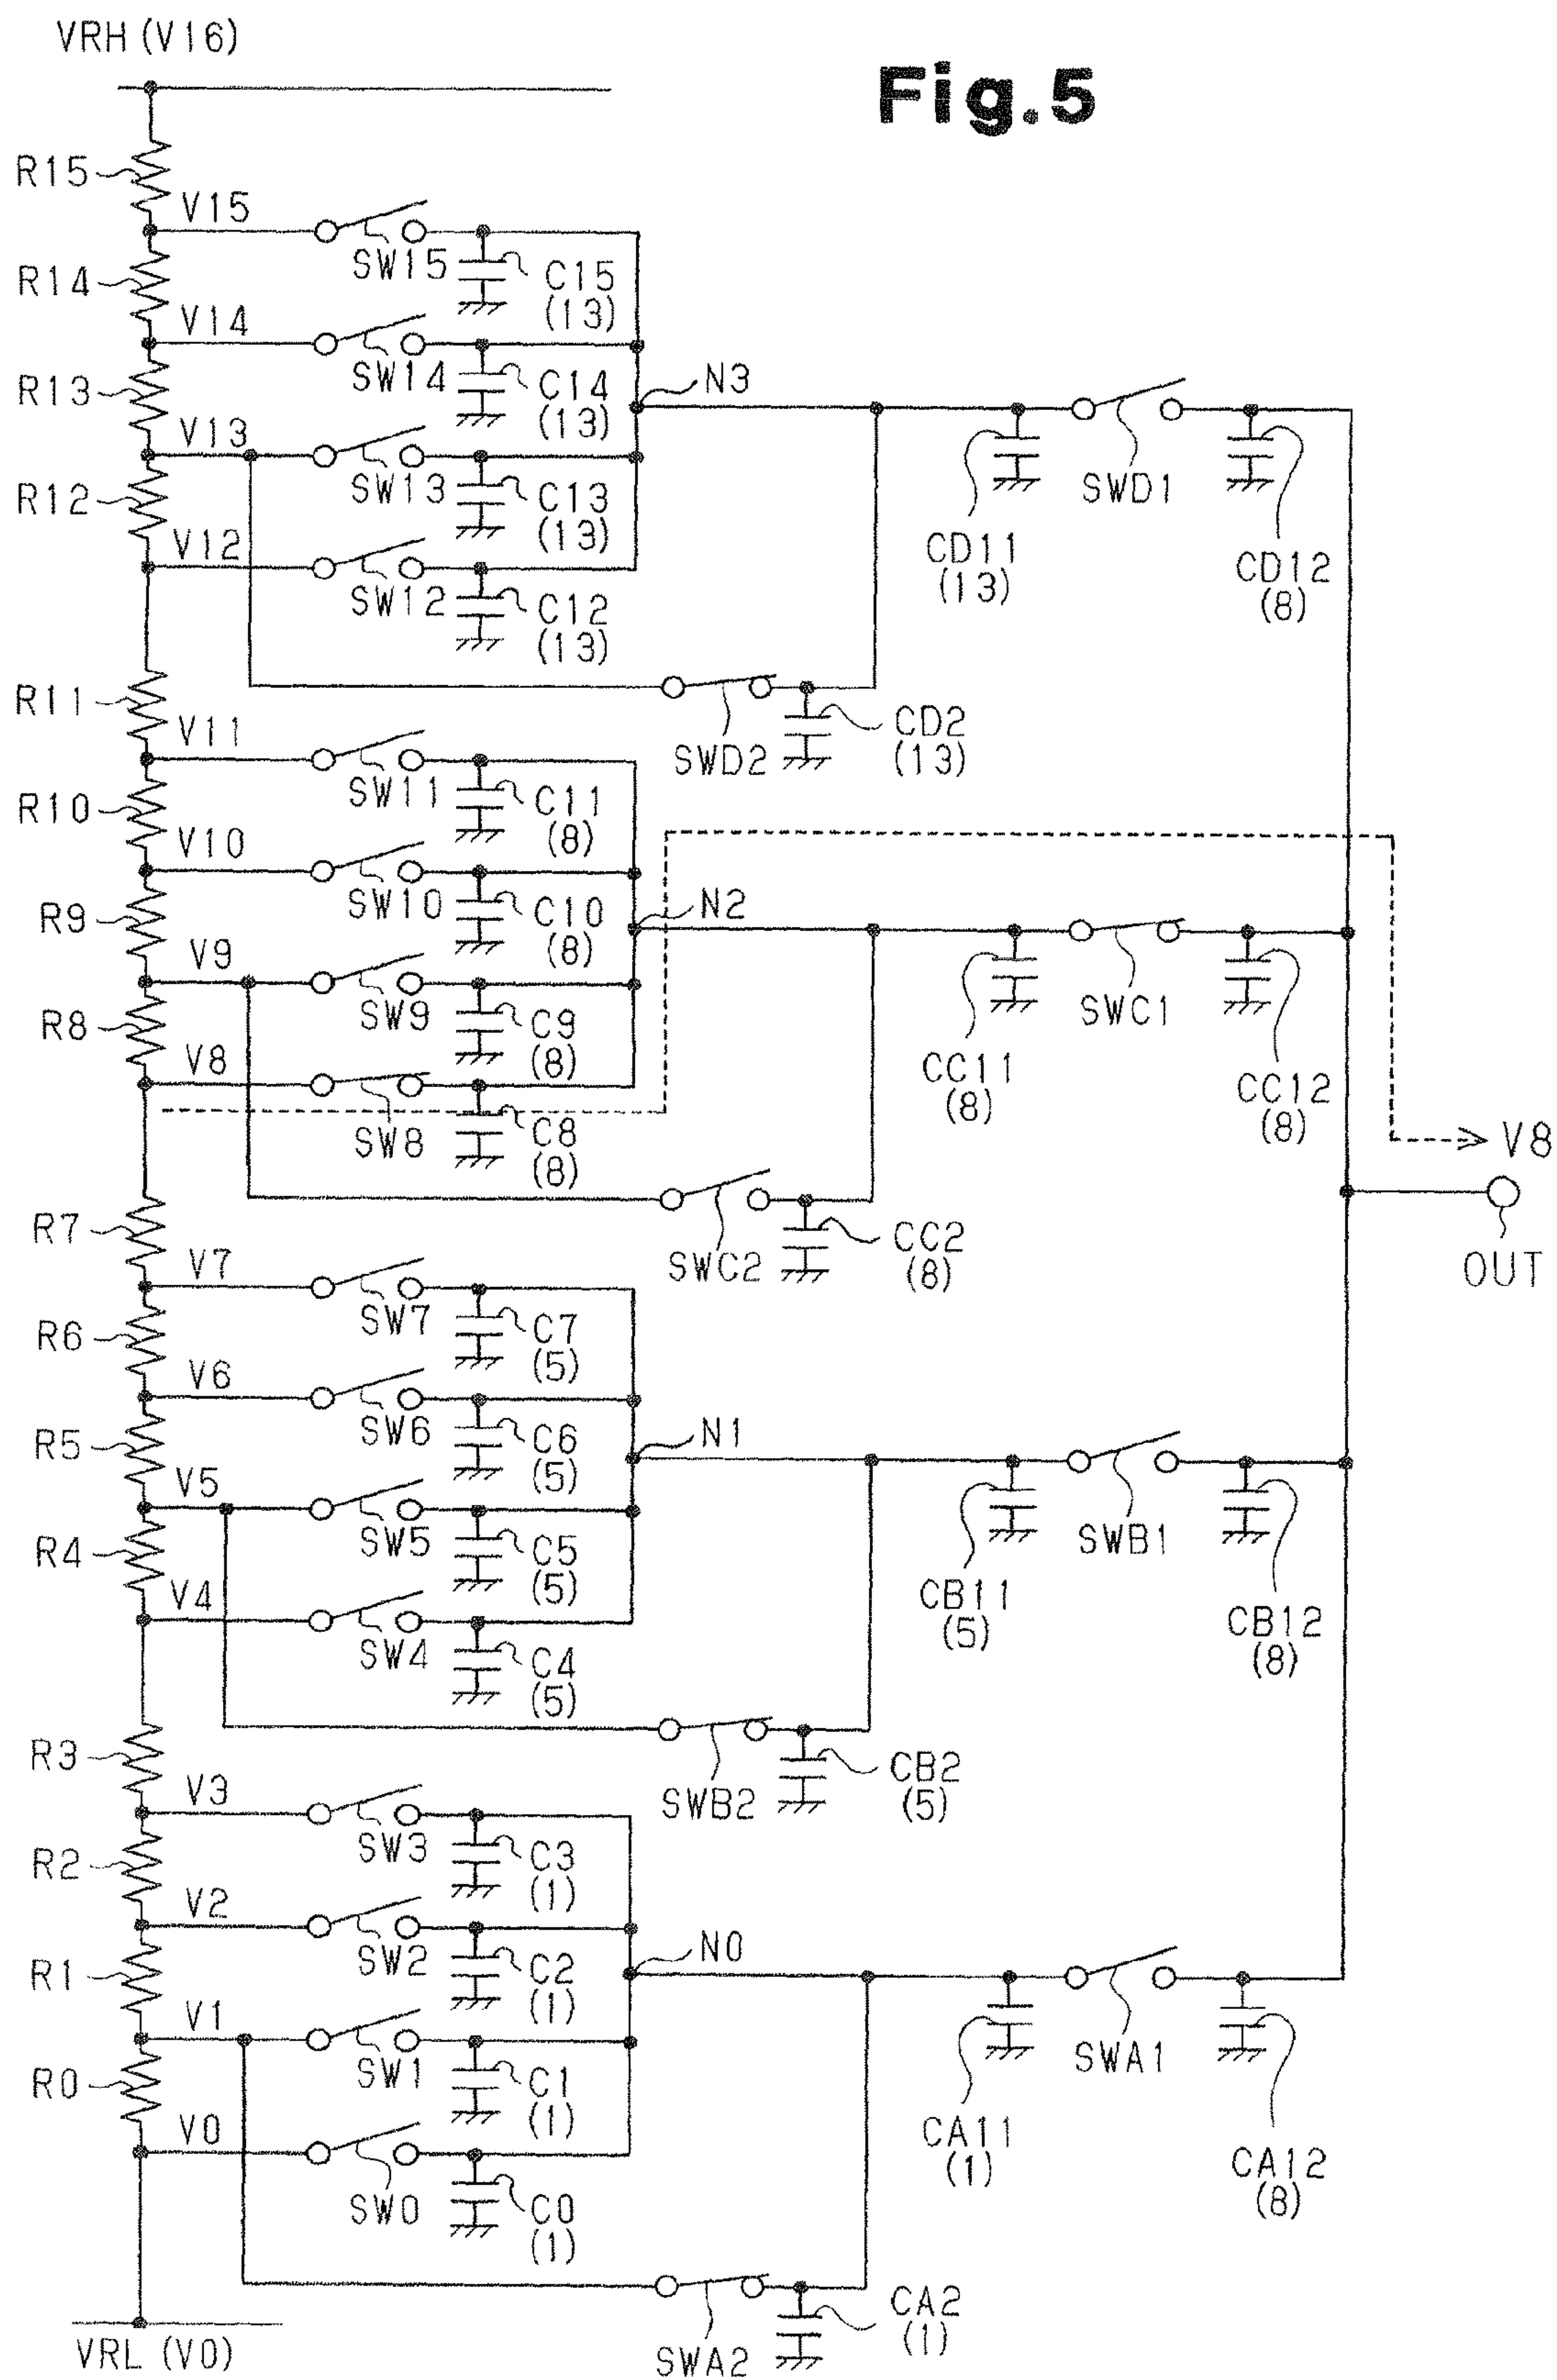 VRH (V16)
Fig.5
R15
V15
SW15
C15
(13)
R14
V14
SW14
C14
(13)
N3
R13
V13
SW13
C13
(13)
SWD1
R12
V12
SW12
C12
(13)
CD11
(13)
CD12
(8)
R11
V11
SWD2
CD2
(13)
SW11
C11
(8)
R10
V10
SW10
C10
(8)
N2
R9
V9
SW9
C9
(8)
SWC1
R8
V8
SW8
C8
(8)
CC11
(8)
CC12
(8)
V8
R7
V7
SWC2
CC2
(8)
OUT
SW7
C7
(5)
R6
V6
SW6
C6
(5)
N1
R5
V5
SW5
C5
(5)
SWB1
R4
V4
SW4
C4
(5)
CB11
(5)
CB12
(8)
R3
V3
SWB2
CB2
(5)
SW3
C3
(1)
R2
V2
SW2
C2
(1)
N0
R1
V1
SW1
C1
(1)
SWA1
R0
V0
SW0
C0
(1)
CA11
(1)
CA12
(8)
VRL (V0)
SWA2
CA2
(1)